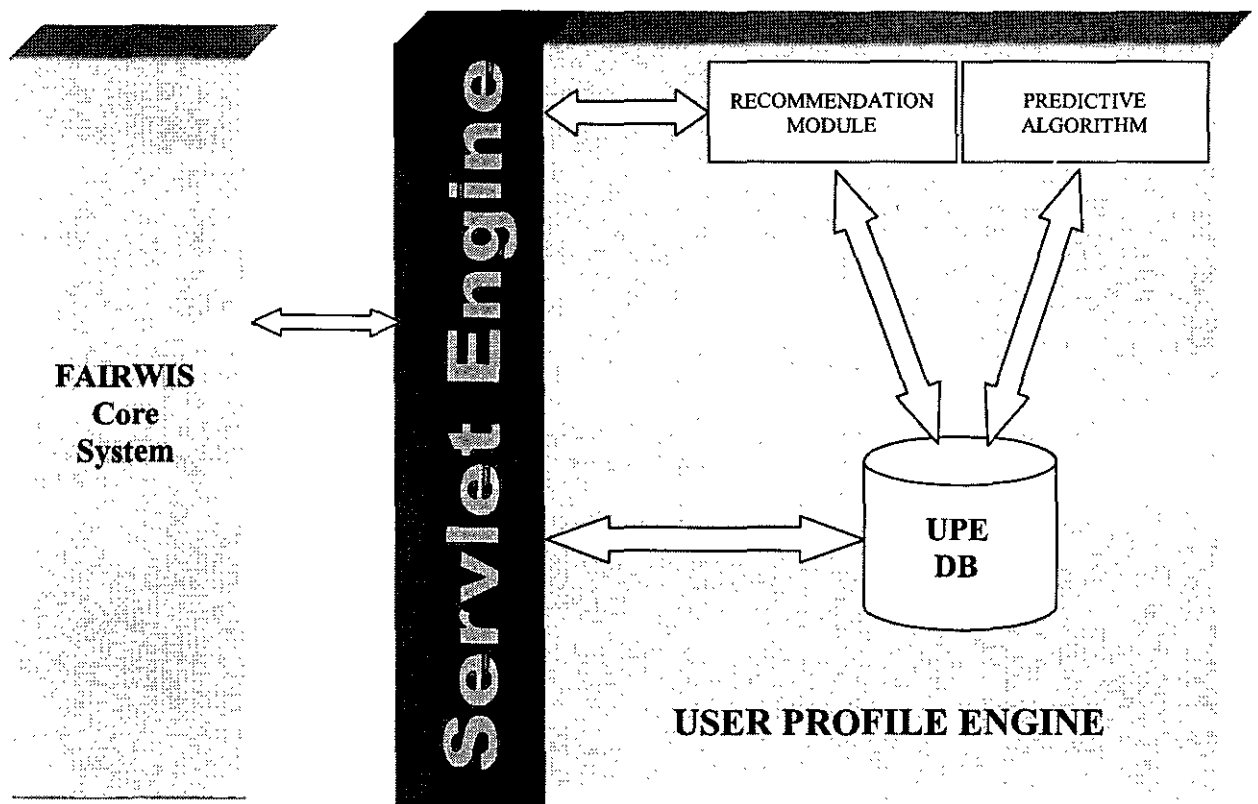 FAIRWIS
Core
System
Servlet Engine
RECOMMENDATION
MODULE
PREDICTIVE
ALGORITHM
UPE
DB
USER PROFILE ENGINE